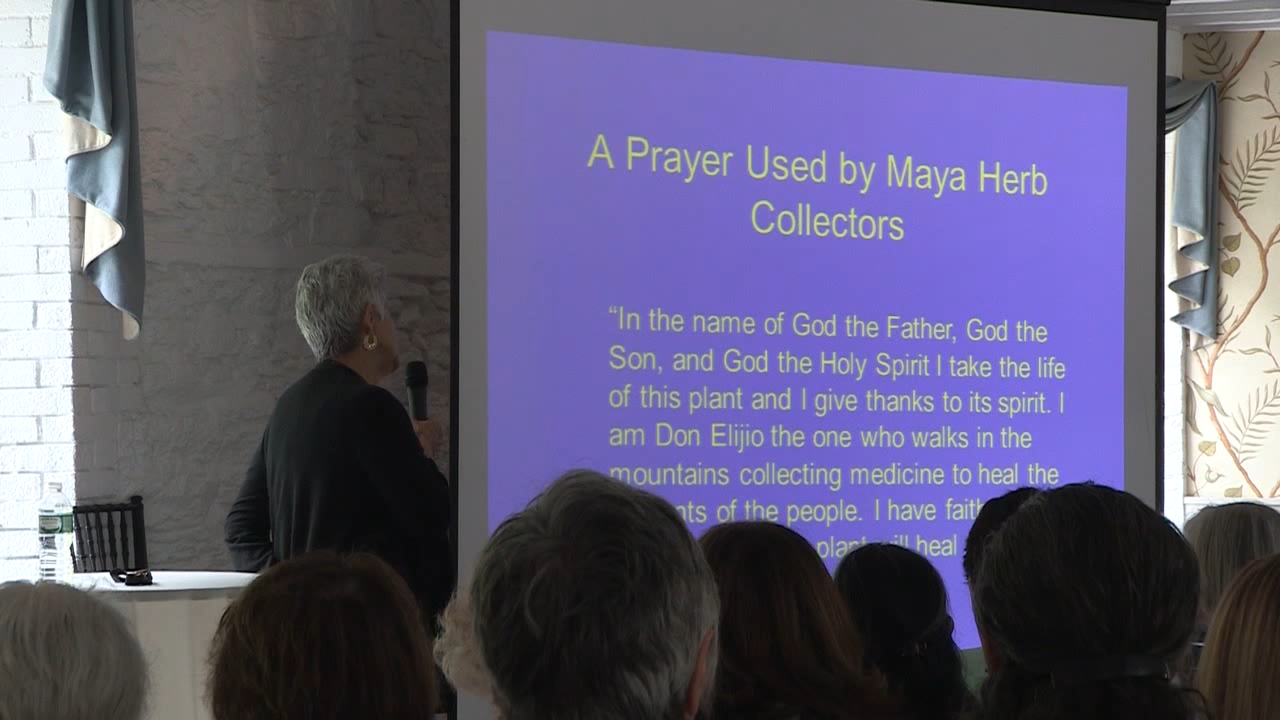 A Prayer Used by Maya Herb
Collectors
“In the name of God the Father, God the
Son, and God the Holy Spirit I take the life
of this plant and I give thanks to its spirit. I
am Don Elijio the one who walks in the
mountains collecting medicine to heal the
of the people. I have faith
plant will heal